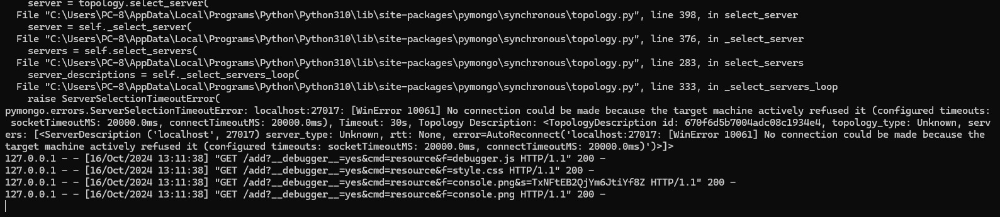 server = topology.select_server(
File "C:\Users\PC-8\AppData\Local\Programs\Python\Python310\lib\site-packages\pymongo\synchronous\topology.py", line 398, in select_server
server = self._select_server(
File "C:\Users\PC-8\AppData\Local\Programs\Python\Python310\lib\site-packages\pymongo\synchronous\topology.py", line 376, in _select_server
servers = self.select_servers(
File "C:\Users\PC-8\AppData\Local\Programs\Python\Python310\lib\site-packages\pymongo\synchronous\topology.py", line 283, in select_servers
server_descriptions = self._select_servers_loop(
File "C:\Users\PC-8\AppData\Local\Programs\Python\Python310\lib\site-packages\pymongo\synchronous\topology.py", line 333, in _select_servers_loop
raise ServerSelectionTimeoutError(
pymongo.errors.ServerSelectionTimeoutError: localhost:27017: [WinError 10061] No connection could be made because the target machine actively refused it (configured timeouts:
socketTimeoutMS: 20000.0ms, connectTimeoutMS: 20000.0ms), Timeout: 30s, Topology Description: <TopologyDescription id: 670f6d5b7004adc08c1934e4, topology_type: Unknown, serv
ers: [<ServerDescription ('localhost', 27017) server_type: Unknown, rtt: None, error=AutoReconnect('localhost:27017: [WinError 10061] No connection could be made because the
target machine actively refused it (configured timeouts: socketTimeoutMS: 20000.0ms, connectTimeoutMS: 20000.0ms)')>]>
127.0.0.1 - - [16/Oct/2024 13:11:38] "GET /add?__debugger__=yes&cmd=resource&f=debugger.js HTTP/1.1" 200 -
127.0.0.1 - - [16/Oct/2024 13:11:38] "GET /add?__debugger__=yes&cmd=resource&f=style.css HTTP/1.1" 200 -
127.0.0.1 - - [16/Oct/2024 13:11:38] "GET /add?__debugger__=yes&cmd=resource&f=console.png&s=TxNFtEB2QjYm6JtiYf8Z HTTP/1.1" 200 -
127.0.0.1 - - [16/Oct/2024 13:11:38] "GET /add?__debugger__=yes&cmd=resource&f=console.png HTTP/1.1" 200 -